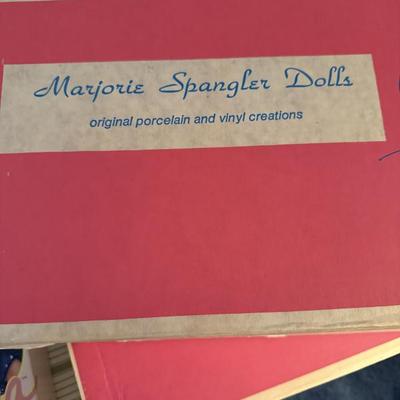 Marjorie Spangler Dolls
original porcelain and vinyl creations